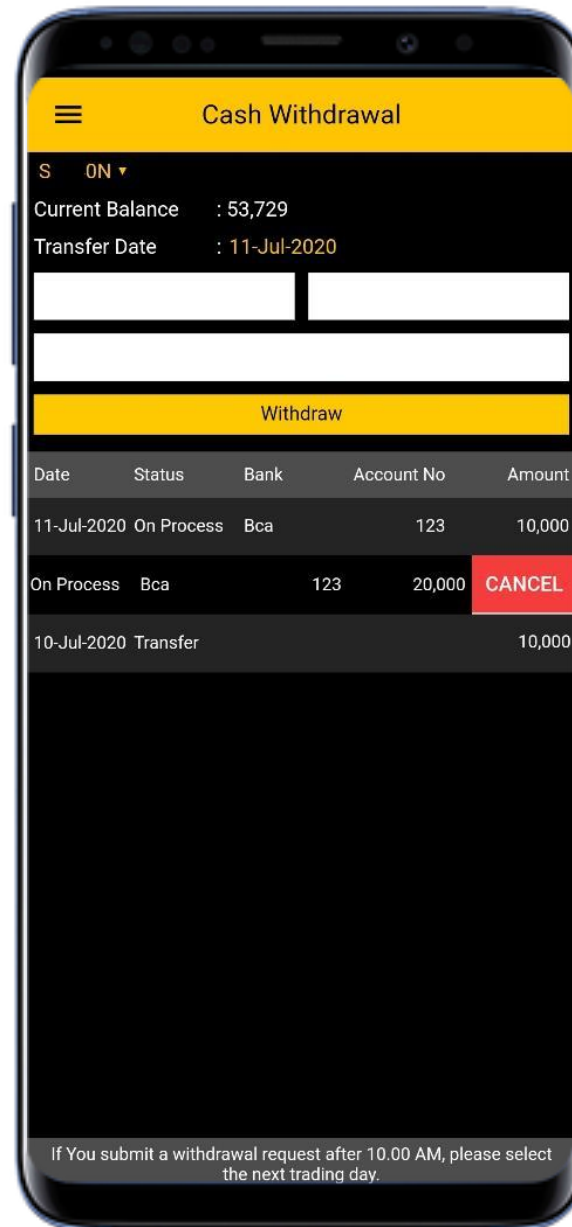 Cash Withdrawal
S 0N ▾
Current Balance : 53,729
Transfer Date : 11-Jul-2020
Withdraw
Date Status Bank Account No Amount
11-Jul-2020 On Process Bca 123 10,000
On Process Bca 123 20,000 CANCEL
10-Jul-2020 Transfer 10,000
If You submit a withdrawal request after 10.00 AM, please select
the next trading day.